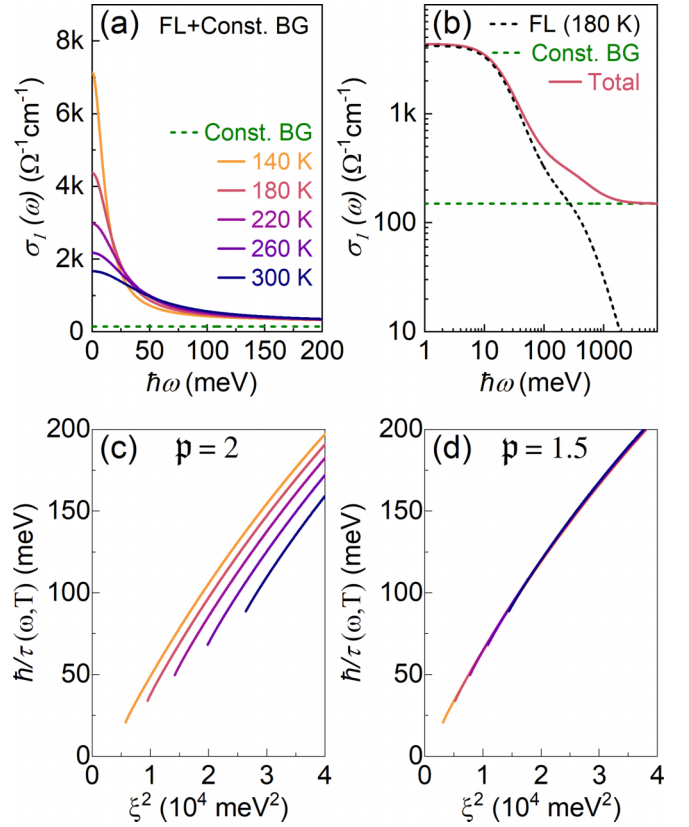 (a) FL+Const. BG
8k
6k
4k
2k
0
σ₁ (ω) (Ω⁻¹cm⁻¹)
Const. BG
140 K
180 K
220 K
260 K
300 K
0 50 100 150 200
ħω (meV)
(b)
FL (180 K)
Const. BG
Total
1k
100
10
σ₁ (ω) (Ω⁻¹cm⁻¹)
1 10 100 1000
ħω (meV)
(c) 𝔭 = 2
200
150
100
50
0
ħ/τ (ω,T) (meV)
0 1 2 3 4
ξ² (10⁴ meV²)
(d) 𝔭 = 1.5
200
150
100
50
0
ħ/τ (ω,T) (meV)
0 1 2 3 4
ξ² (10⁴ meV²)